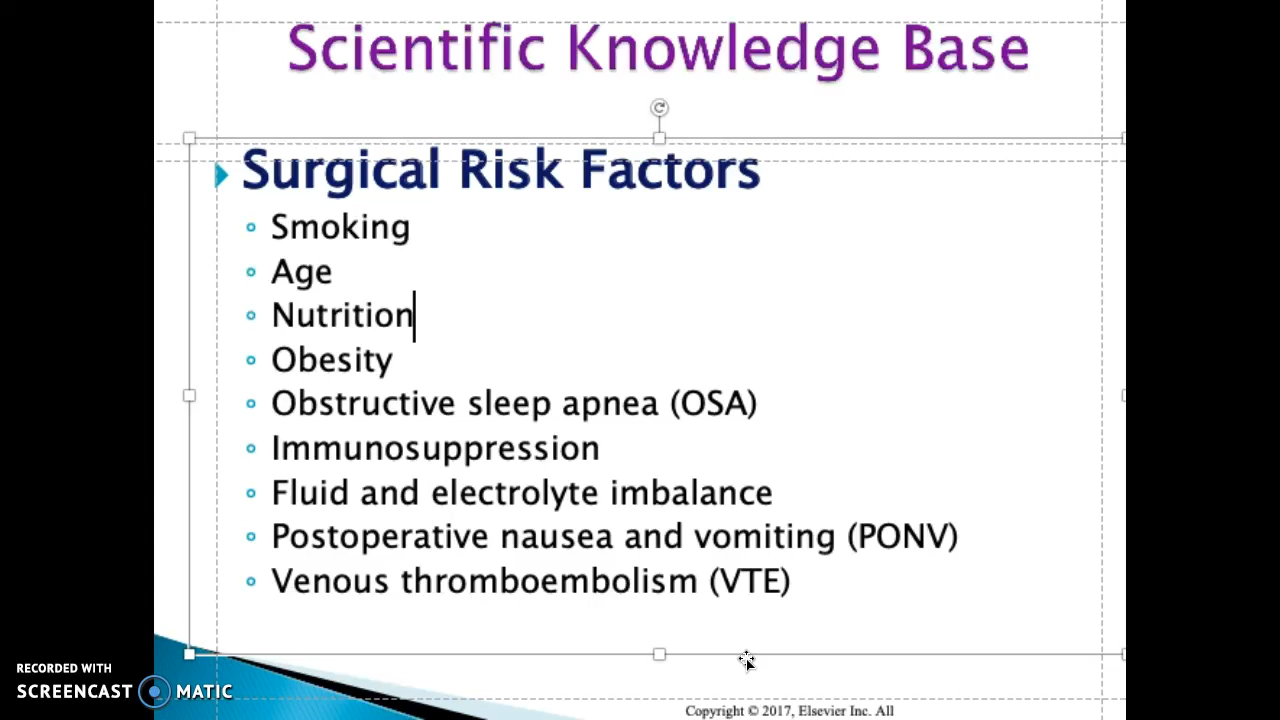 Scientific Knowledge Base
Surgical Risk Factors
Smoking
Age
Nutrition
Obesity
Obstructive sleep apnea (OSA)
Immunosuppression
Fluid and electrolyte imbalance
Postoperative nausea and vomiting (PONV)
Venous thromboembolism (VTE)
RECORDED WITH
SCREENCAST MATIC
Copyright © 2017, Elsevier Inc. All